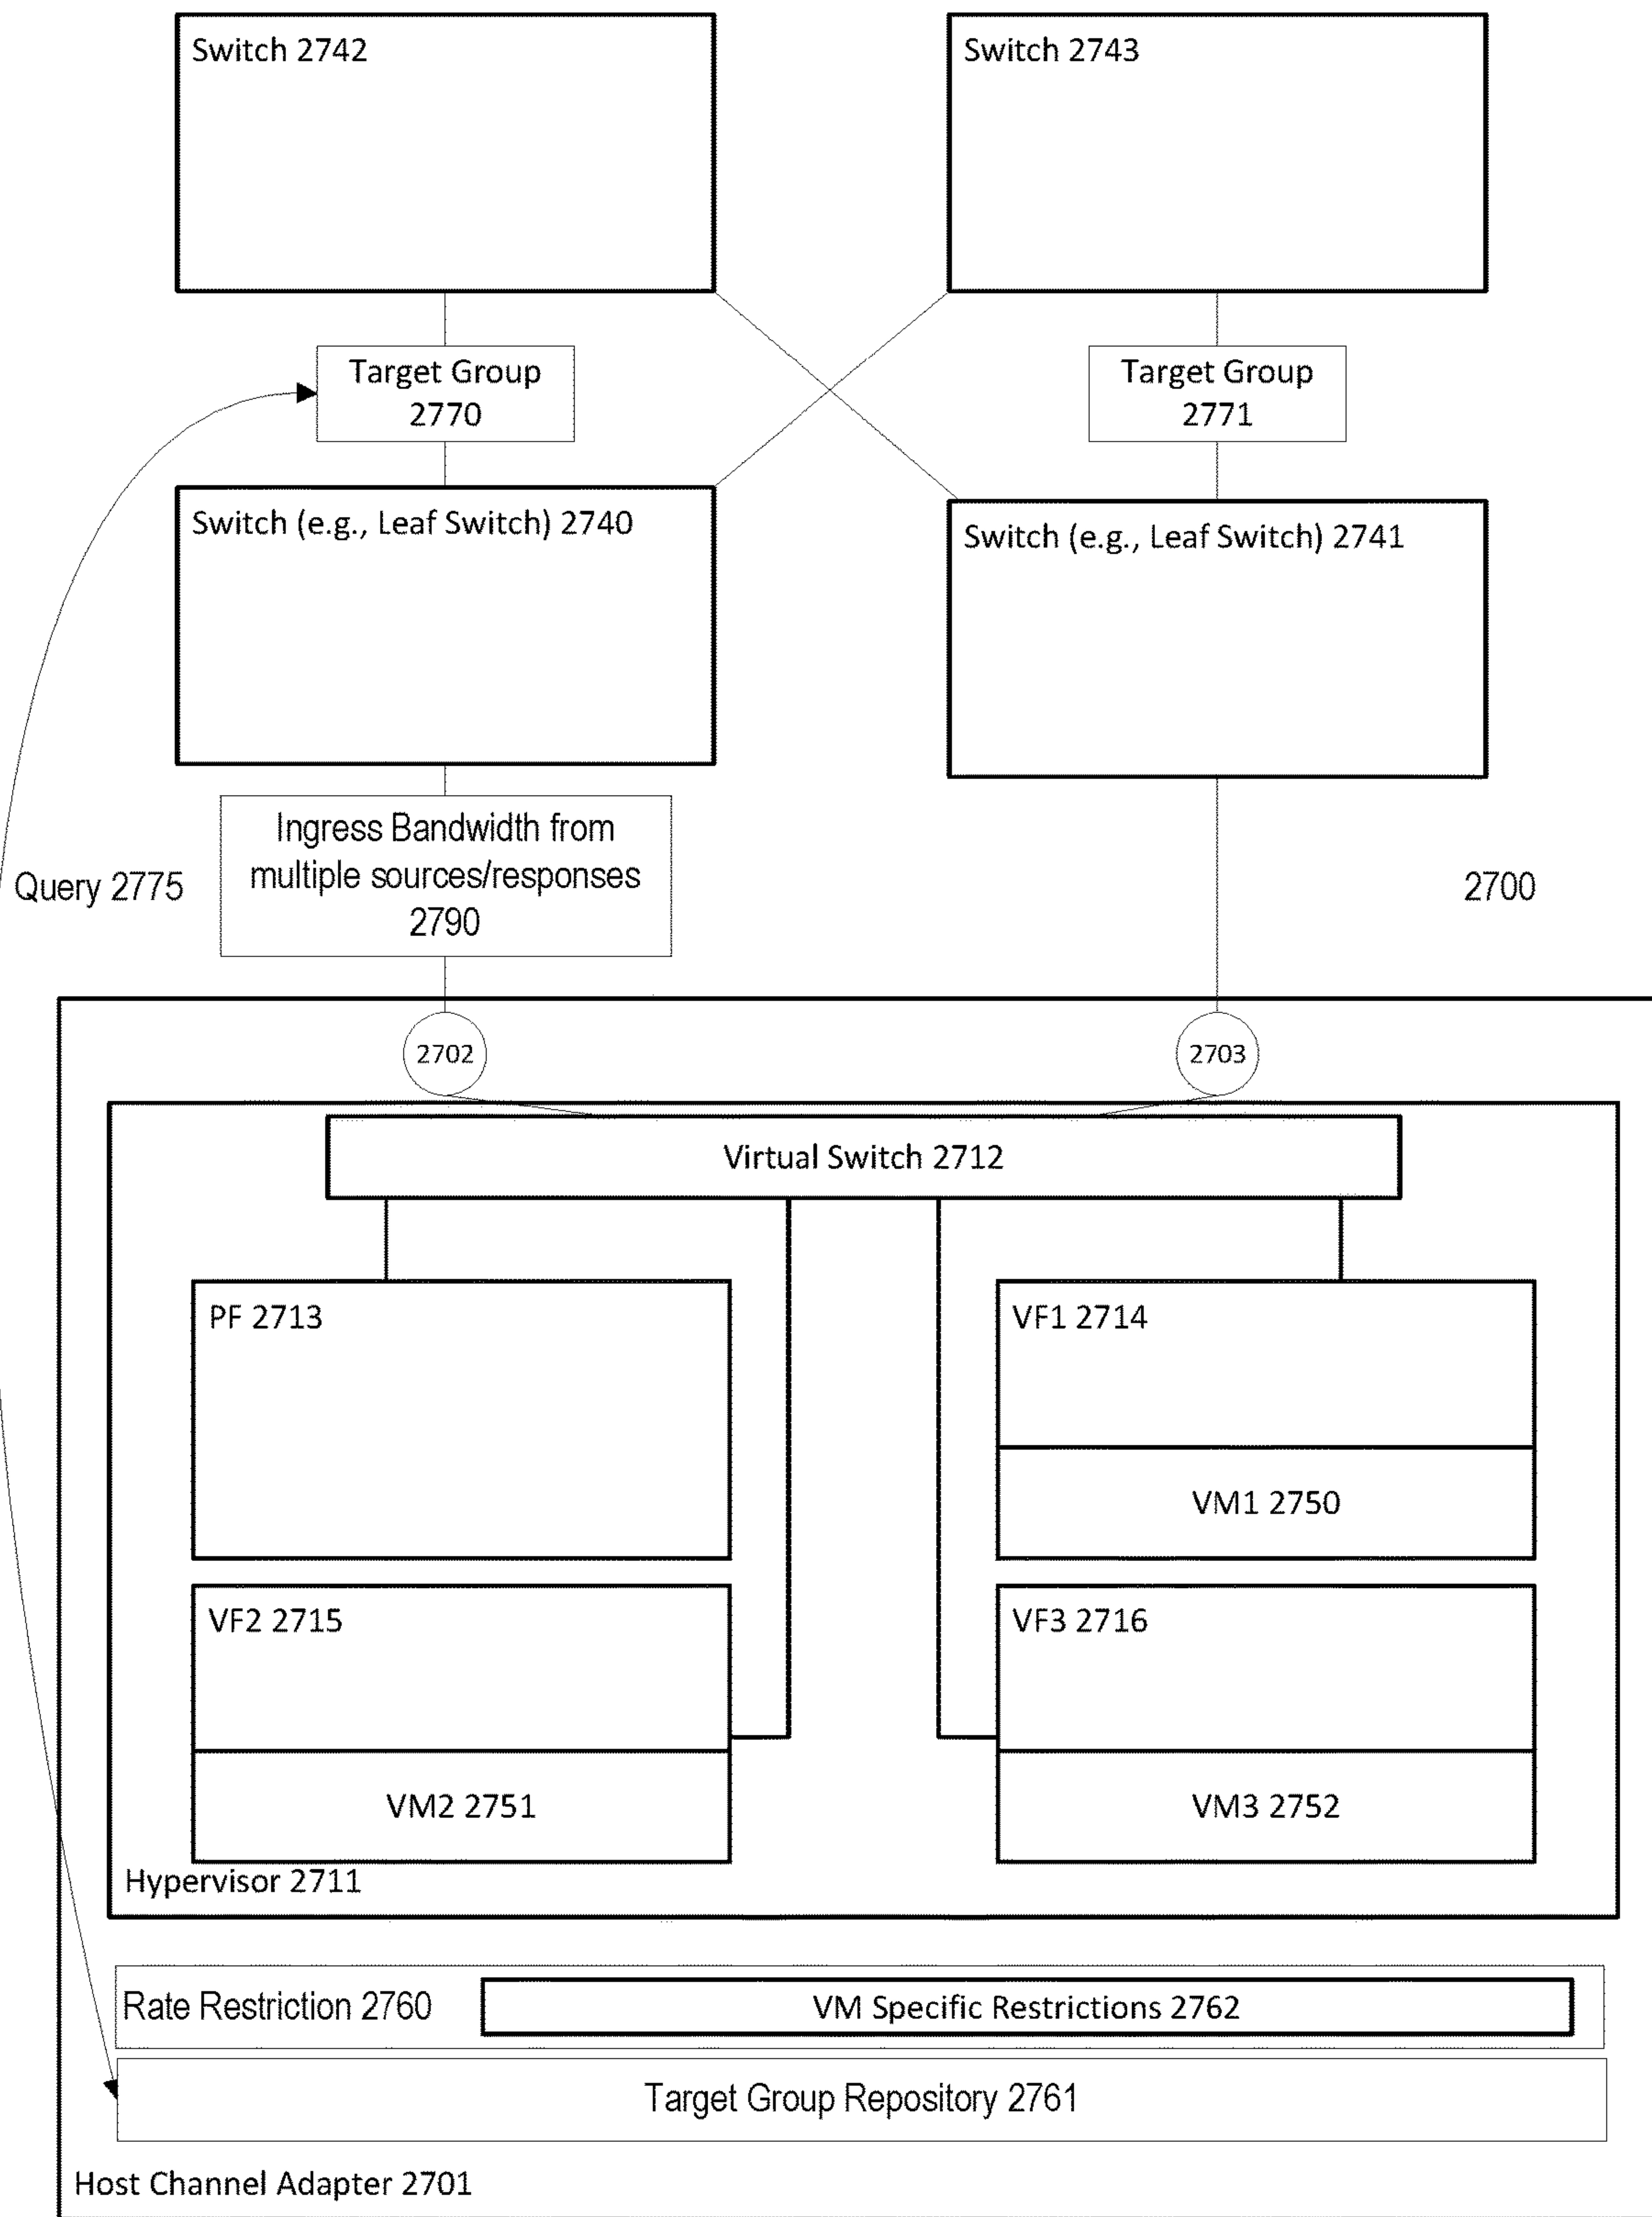 Switch 2742
Switch 2743
Target Group
2770
Target Group
2771
Switch (e.g., Leaf Switch) 2740
Switch (e.g., Leaf Switch) 2741
Ingress Bandwidth from
multiple sources/responses
2790
Query 2775
2700
2702
2703
Virtual Switch 2712
PF 2713
VF1 2714
VM1 2750
VF2 2715
VF3 2716
VM2 2751
VM3 2752
Hypervisor 2711
Rate Restriction 2760
VM Specific Restrictions 2762
Target Group Repository 2761
Host Channel Adapter 2701